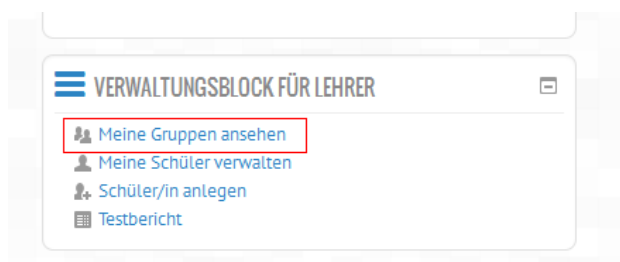 VERWALTUNGSBLOCK FÜR LEHRER
Meine Gruppen ansehen
Meine Schüler verwalten
Schüler/in anlegen
Testbericht